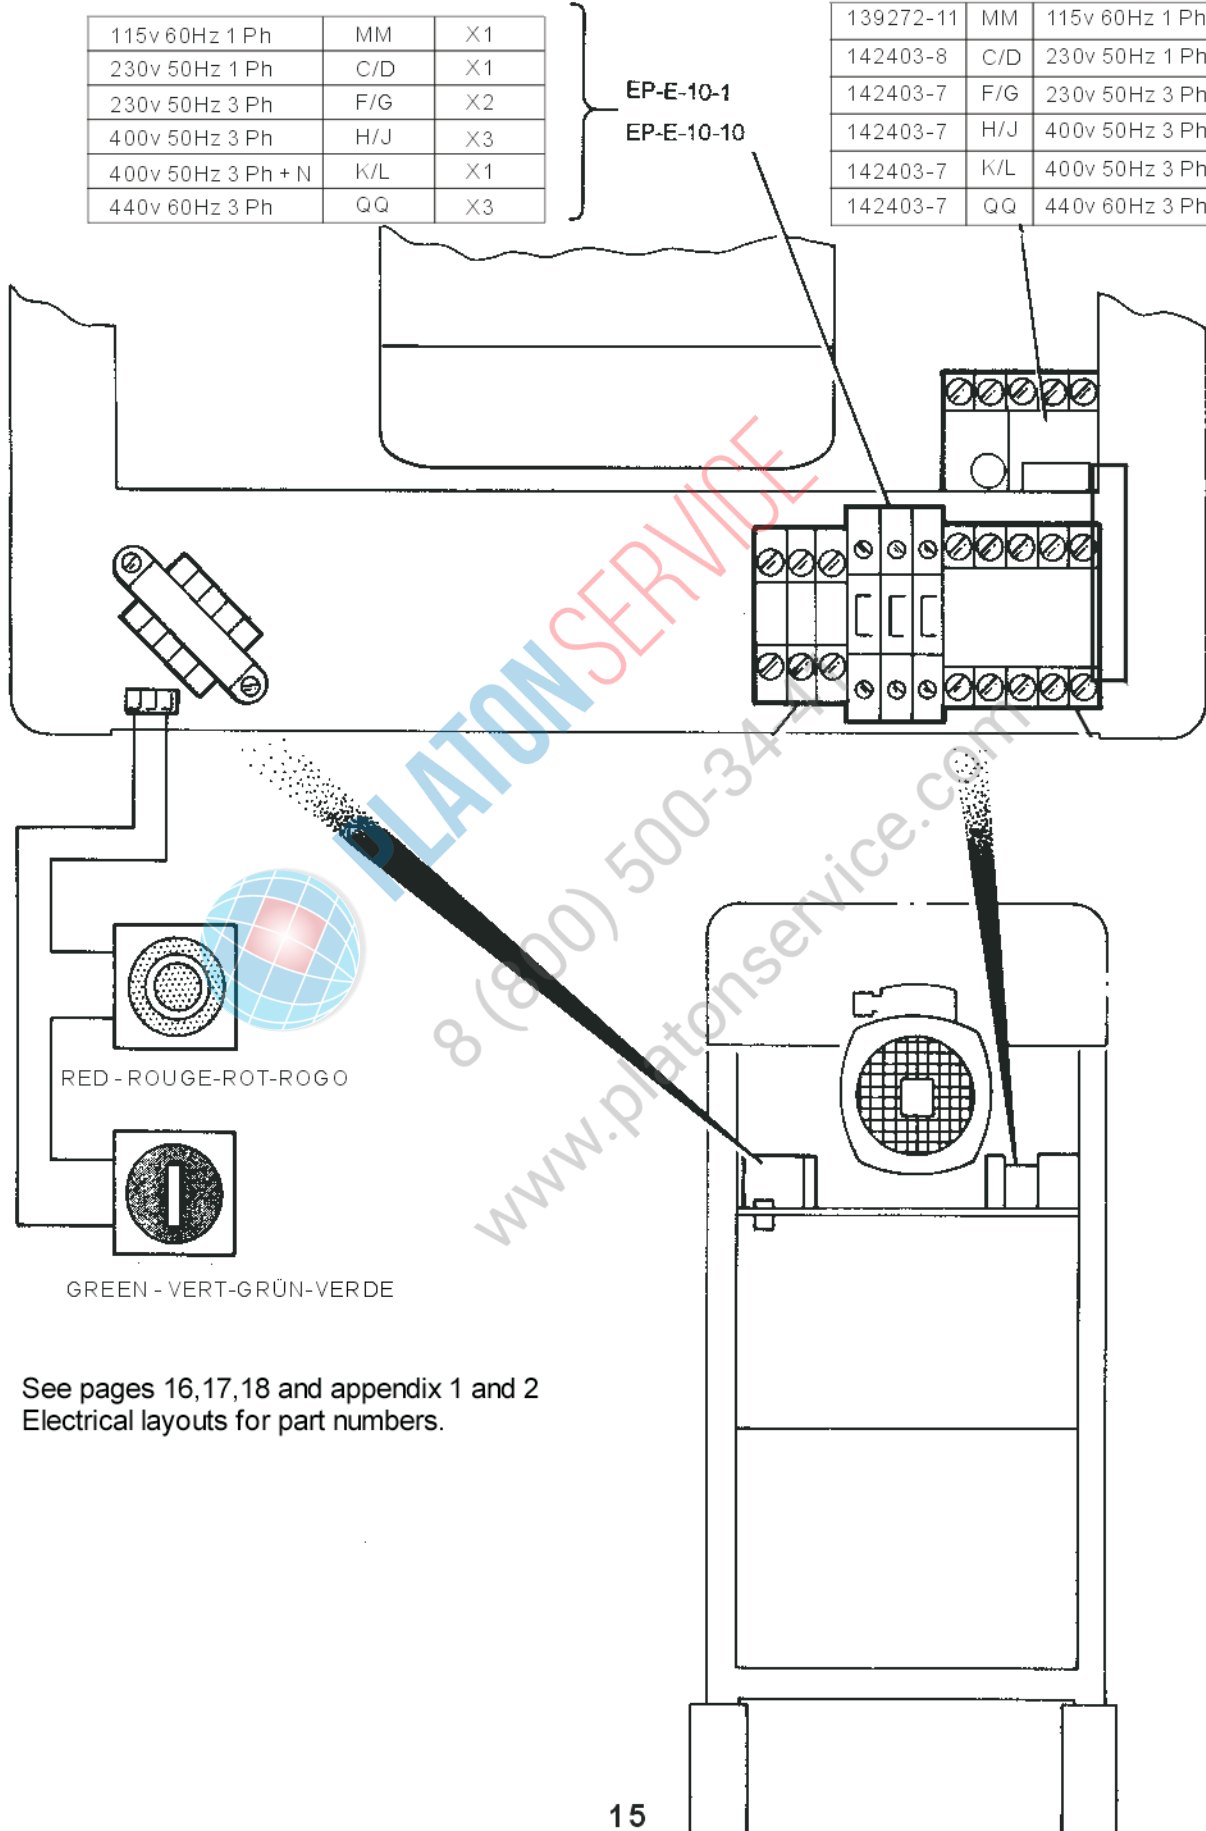 115v 60Hz 1 Ph MM X1
230v 50Hz 1 Ph C/D X1
230v 50Hz 3 Ph F/G X2
400v 50Hz 3 Ph H/J X3
400v 50Hz 3 Ph + N K/L X1
440v 60Hz 3 Ph QQ X3
EP-E-10-1
EP-E-10-10
139272-11 MM 115v 60Hz 1 Ph
142403-8 C/D 230v 50Hz 1 Ph
142403-7 F/G 230v 50Hz 3 Ph
142403-7 H/J 400v 50Hz 3 Ph
142403-7 K/L 400v 50Hz 3 Ph
142403-7 QQ 440v 60Hz 3 Ph
PLATONSERVICE
8 (800) 500-34-4
www.platonservice.com
RED - ROUGE-ROT-ROGO
GREEN - VERT-GRÜN-VERDE
See pages 16,17,18 and appendix 1 and 2
Electrical layouts for part numbers.
15